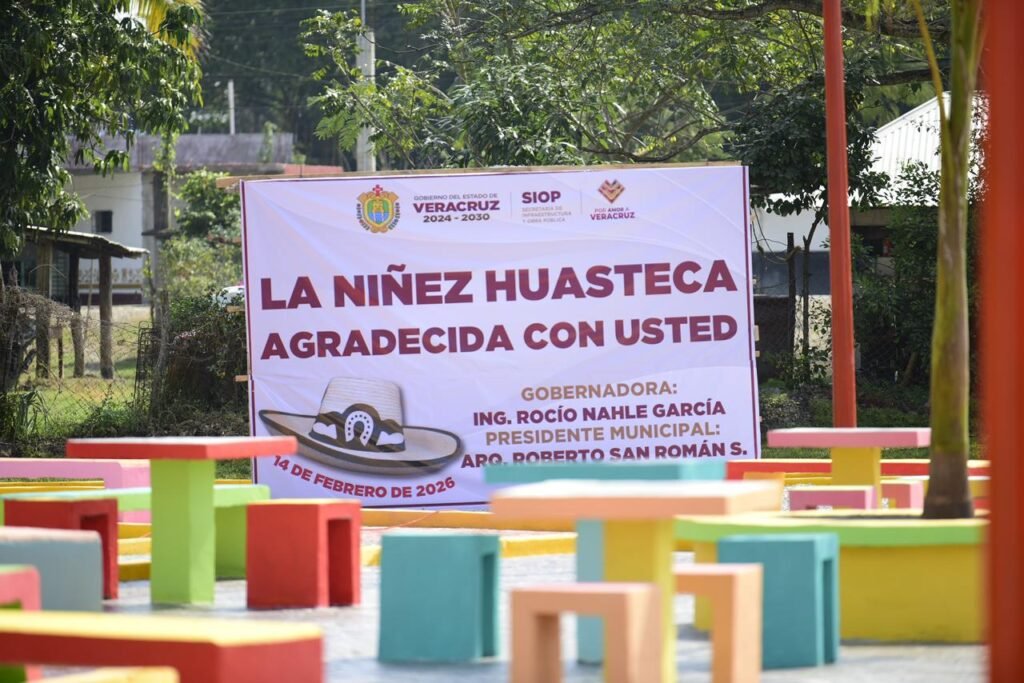 GOBIERNO DEL ESTADO DE
VERACRUZ
2024 - 2030
SIOP
SECRETARÍA DE
INFRAESTRUCTURA
Y OBRA PÚBLICA
POR AMOR A
VERACRUZ
LA NIÑEZ HUASTECA
AGRADECIDA CON USTED
GOBERNADORA:
ING. ROCÍO NAHLE GARCÍA
PRESIDENTE MUNICIPAL:
ARQ. ROBERTO SAN ROMÁN S.
14 DE FEBRERO DE 2026